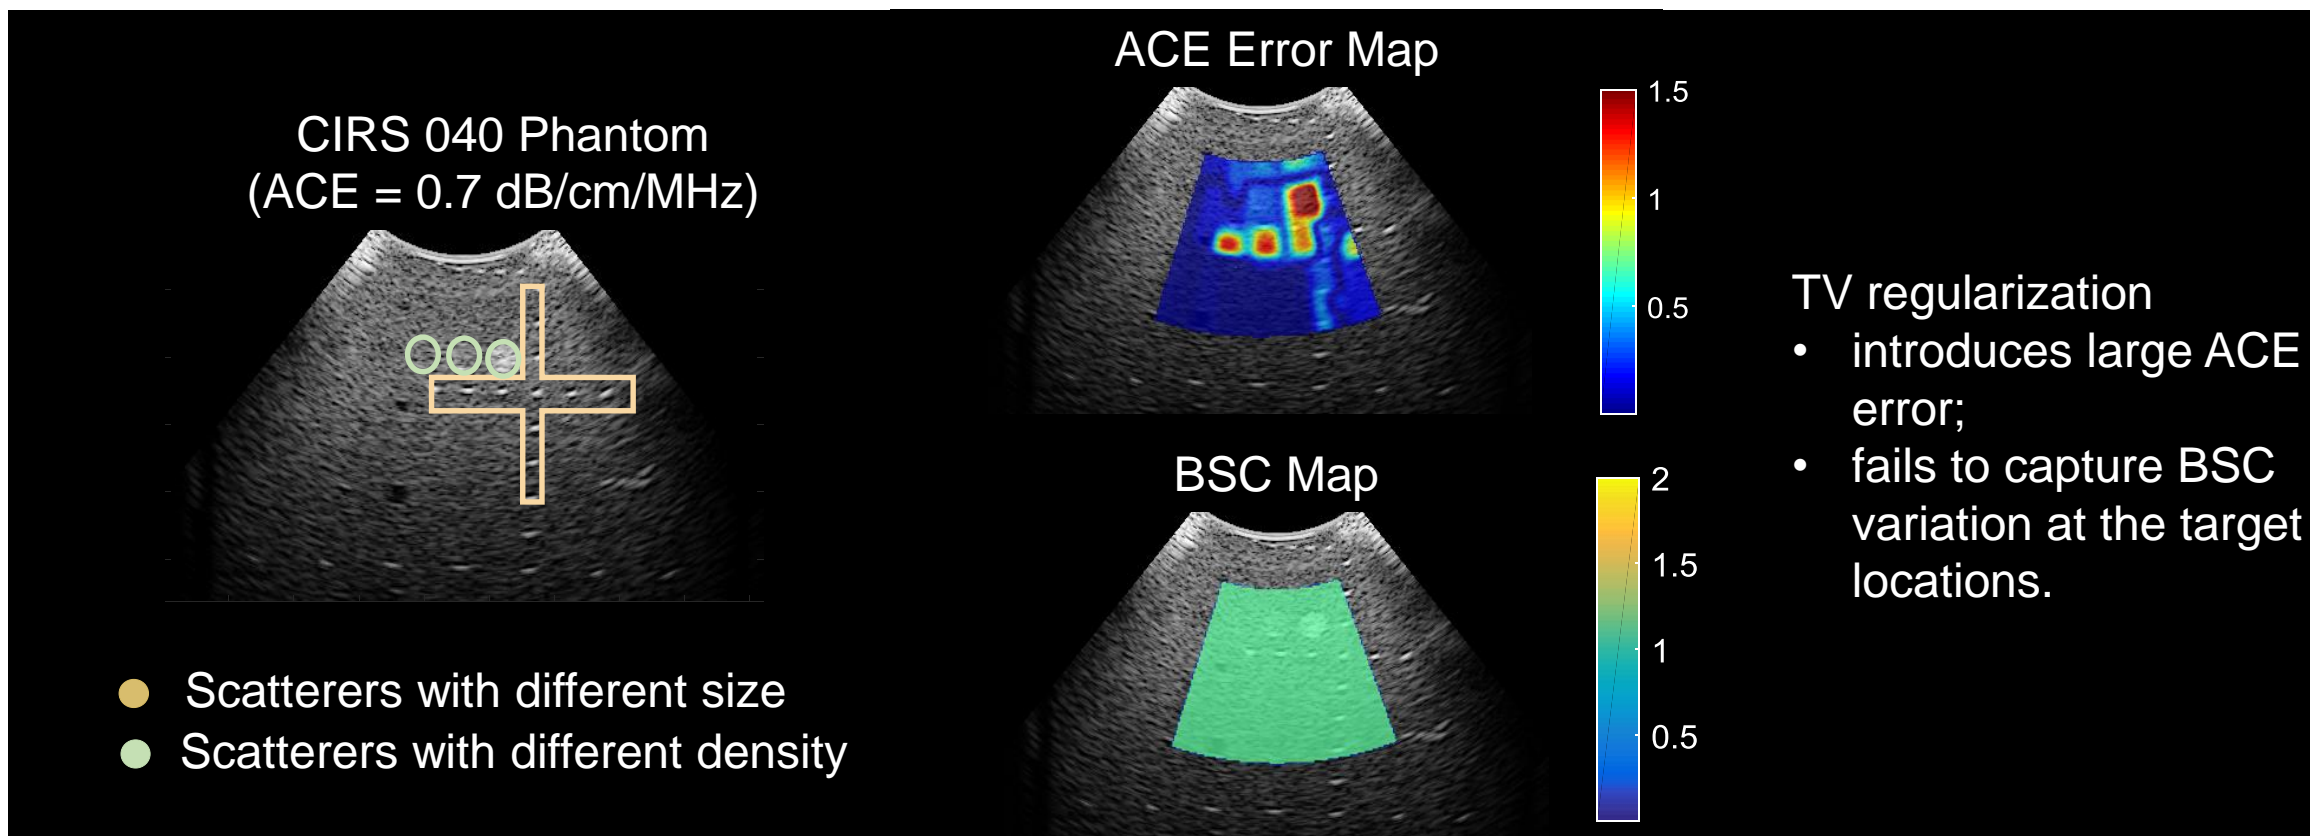 CIRS 040 Phantom
(ACE = 0.7 dB/cm/MHz)
● Scatterers with different size
● Scatterers with different density
ACE Error Map
1.5
1
0.5
BSC Map
2
1.5
1
0.5
TV regularization
• introduces large ACE
error;
• fails to capture BSC
variation at the target
locations.